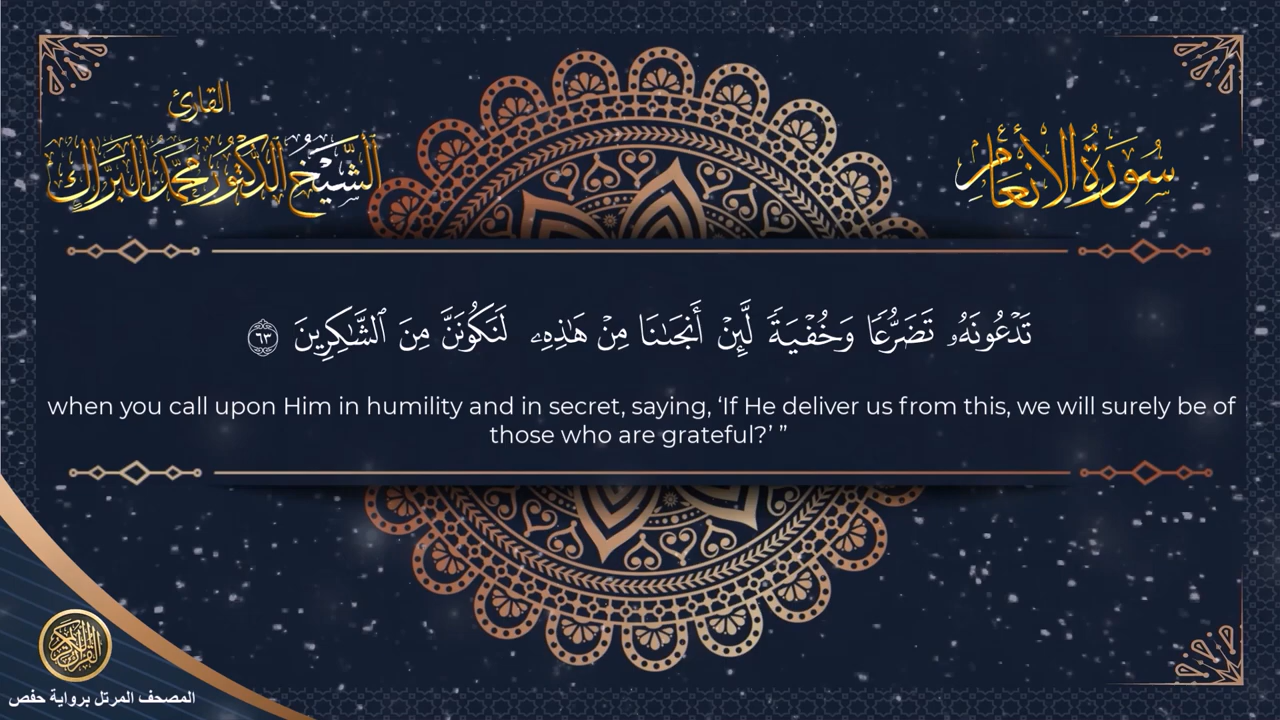 القارئ
الشيخ الدكتور محمد البراك
سورة الأنعام
تَدْعُونَهُۥ تَضَرُّعًا وَخُفْيَةً لَّئِنْ أَنجَىٰنَا مِنْ هَـٰذِهِۦ لَنَكُونَنَّ مِنَ ٱلشَّـٰكِرِينَ ٦٣
when you call upon Him in humility and in secret, saying, ‘If He deliver us from this, we will surely be of
those who are grateful?’ ”
القرآن الكريم
المصحف المرتل برواية حفص